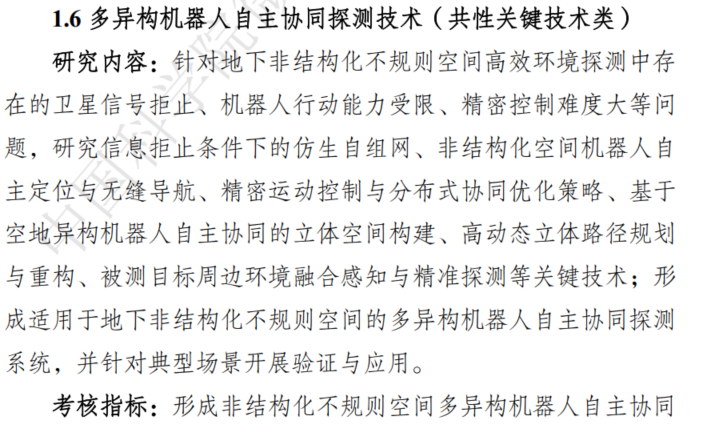 1.6 多异构机器人自主协同探测技术（共性关键技术类）
研究内容：针对地下非结构化不规则空间高效环境探测中存
在的卫星信号拒止、机器人行动能力受限、精密控制难度大等问
题，研究信息拒止条件下的仿生自组网、非结构化空间机器人自
主定位与无缝导航、精密运动控制与分布式协同优化策略、基于
空地异构机器人自主协同的立体空间构建、高动态立体路径规划
与重构、被测目标周边环境融合感知与精准探测等关键技术；形
成适用于地下非结构化不规则空间的多异构机器人自主协同探测
系统，并针对典型场景开展验证与应用。
考核指标：形成非结构化不规则空间多异构机器人自主协同
中国科学院